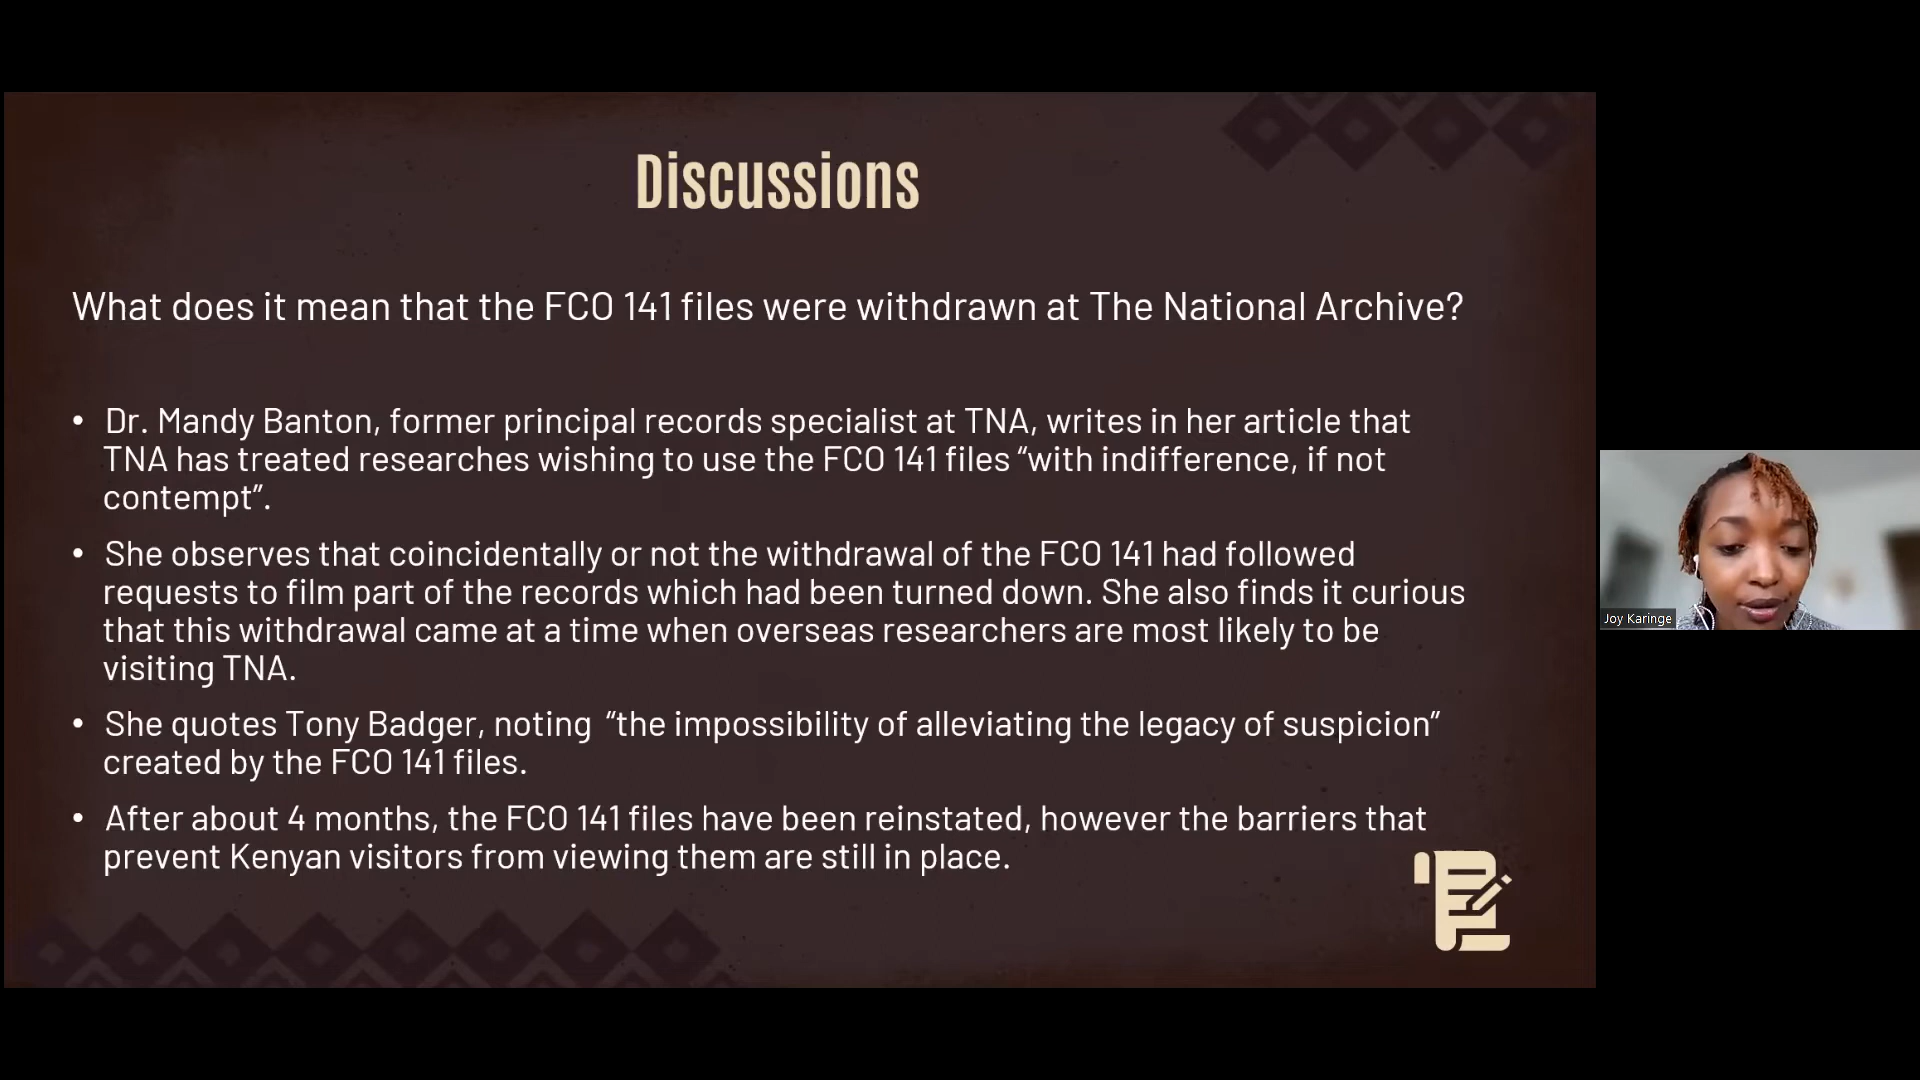 Discussions
What does it mean that the FCO 141 files were withdrawn at The National Archive?
• Dr. Mandy Banton, former principal records specialist at TNA, writes in her article that
TNA has treated researches wishing to use the FCO 141 files “with indifference, if not
contempt”.
• She observes that coincidentally or not the withdrawal of the FCO 141 had followed
requests to film part of the records which had been turned down. She also finds it curious
that this withdrawal came at a time when overseas researchers are most likely to be
visiting TNA.
• She quotes Tony Badger, noting “the impossibility of alleviating the legacy of suspicion”
created by the FCO 141 files.
• After about 4 months, the FCO 141 files have been reinstated, however the barriers that
prevent Kenyan visitors from viewing them are still in place.
Joy Karinge